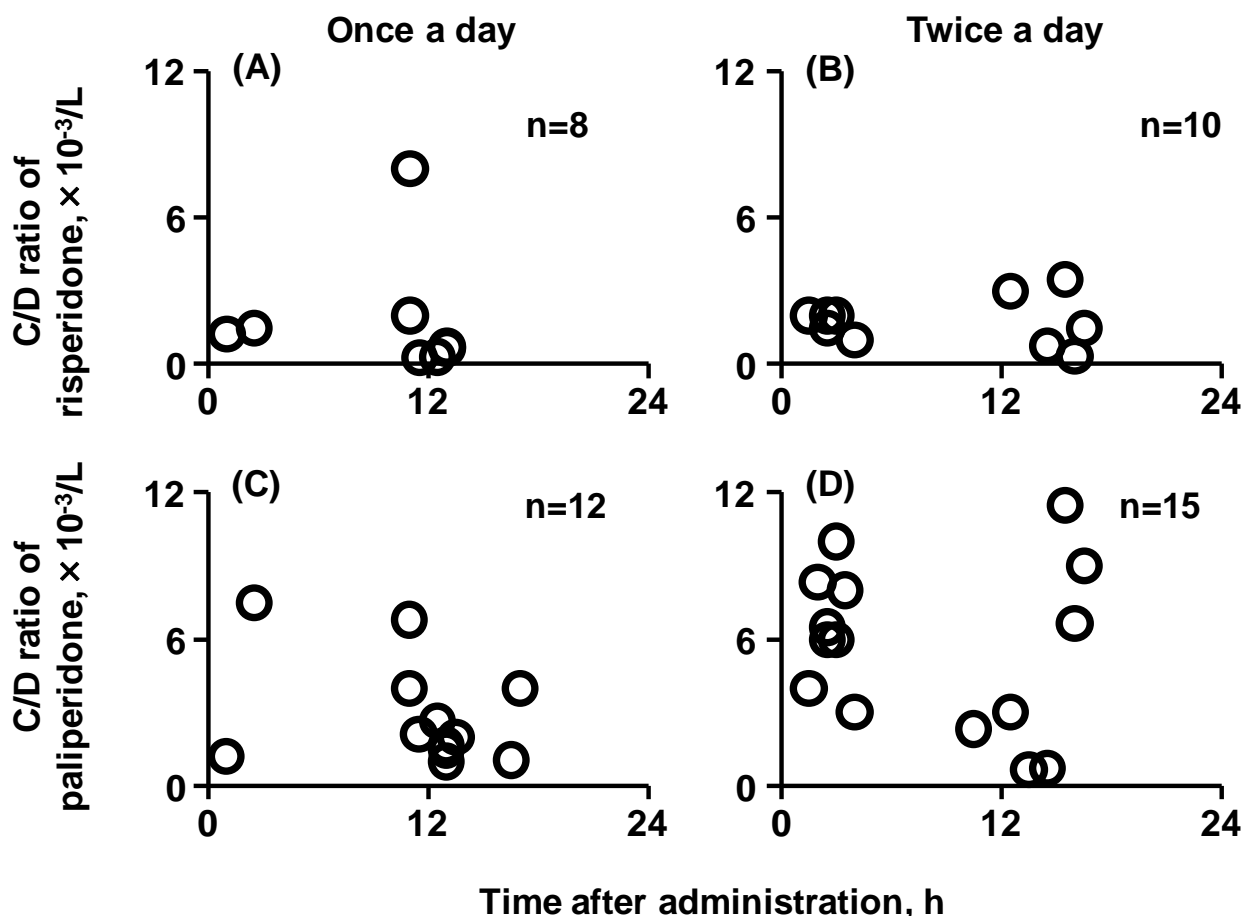 Once a day
Twice a day
C/D ratio of
risperidone, × 10⁻³/L
(A)
n=8
12
6
0
0 12 24
(B)
n=10
12
6
0
0 12 24
C/D ratio of
paliperidone, × 10⁻³/L
(C)
n=12
12
6
0
0 12 24
(D)
n=15
12
6
0
0 12 24
Time after administration, h